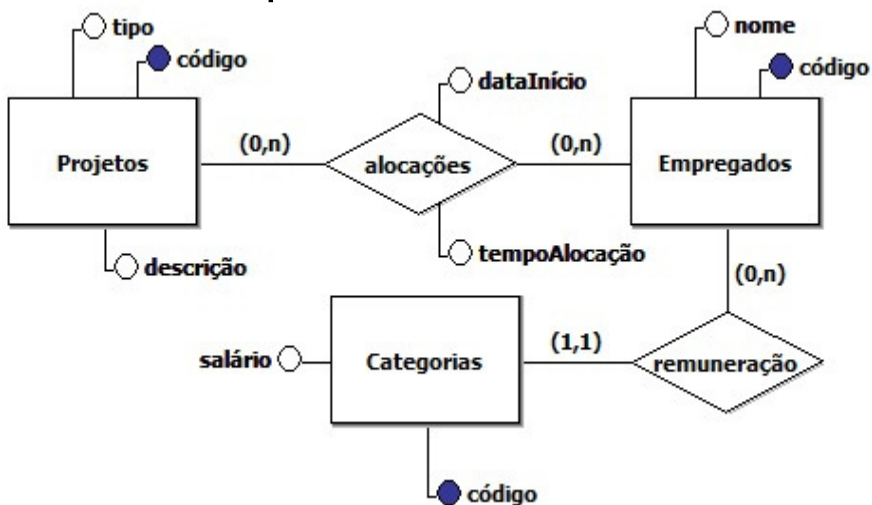 tipo
nome
código
código
dataInício
(0,n)
(0,n)
Projetos
alocações
Empregados
descrição
tempoAlocação
(0,n)
salário
Categorias
(1,1)
remuneração
código